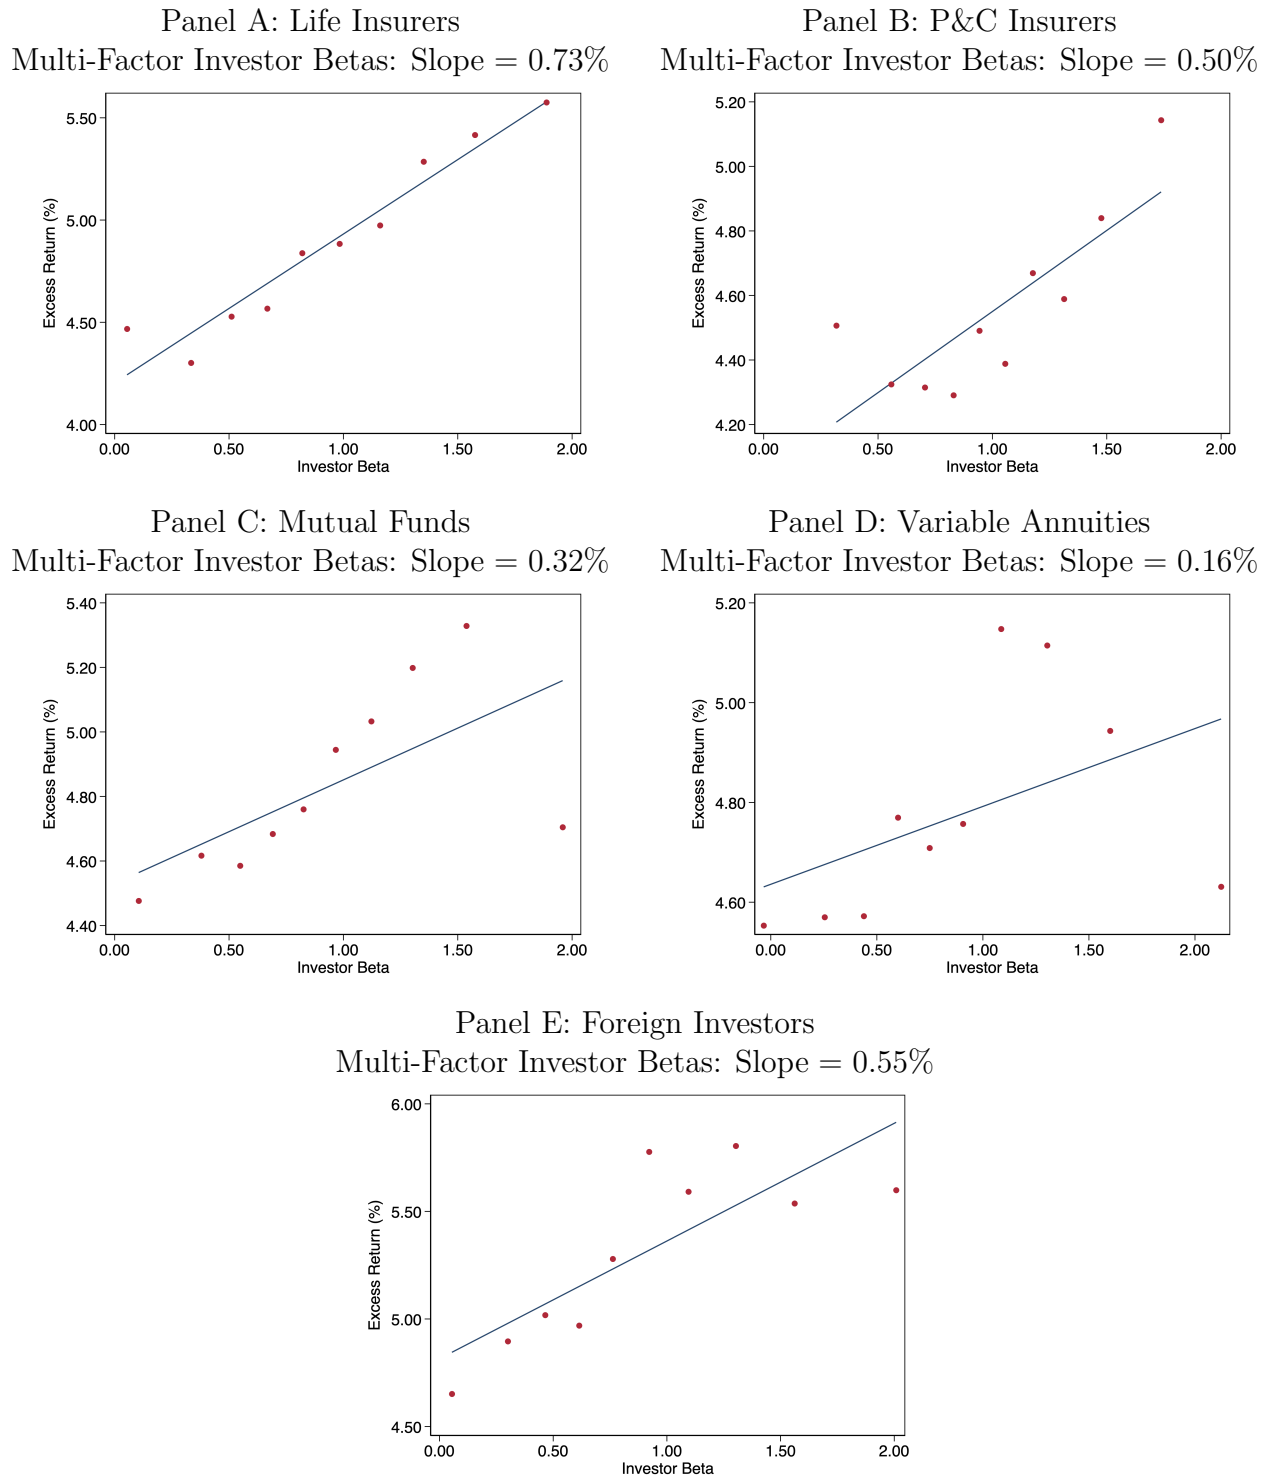 Panel A: Life Insurers
Multi-Factor Investor Betas: Slope = 0.73%
5.50
5.00
4.50
4.00
Excess Return (%)
0.00 0.50 1.00 1.50 2.00
Investor Beta
Panel B: P&C Insurers
Multi-Factor Investor Betas: Slope = 0.50%
5.20
5.00
4.80
4.60
4.40
4.20
Excess Return (%)
0.00 0.50 1.00 1.50 2.00
Investor Beta
Panel C: Mutual Funds
Multi-Factor Investor Betas: Slope = 0.32%
5.40
5.20
5.00
4.80
4.60
4.40
Excess Return (%)
0.00 0.50 1.00 1.50 2.00
Investor Beta
Panel D: Variable Annuities
Multi-Factor Investor Betas: Slope = 0.16%
5.20
5.00
4.80
4.60
Excess Return (%)
0.00 0.50 1.00 1.50 2.00
Investor Beta
Panel E: Foreign Investors
Multi-Factor Investor Betas: Slope = 0.55%
6.00
5.50
5.00
4.50
Excess Return (%)
0.00 0.50 1.00 1.50 2.00
Investor Beta